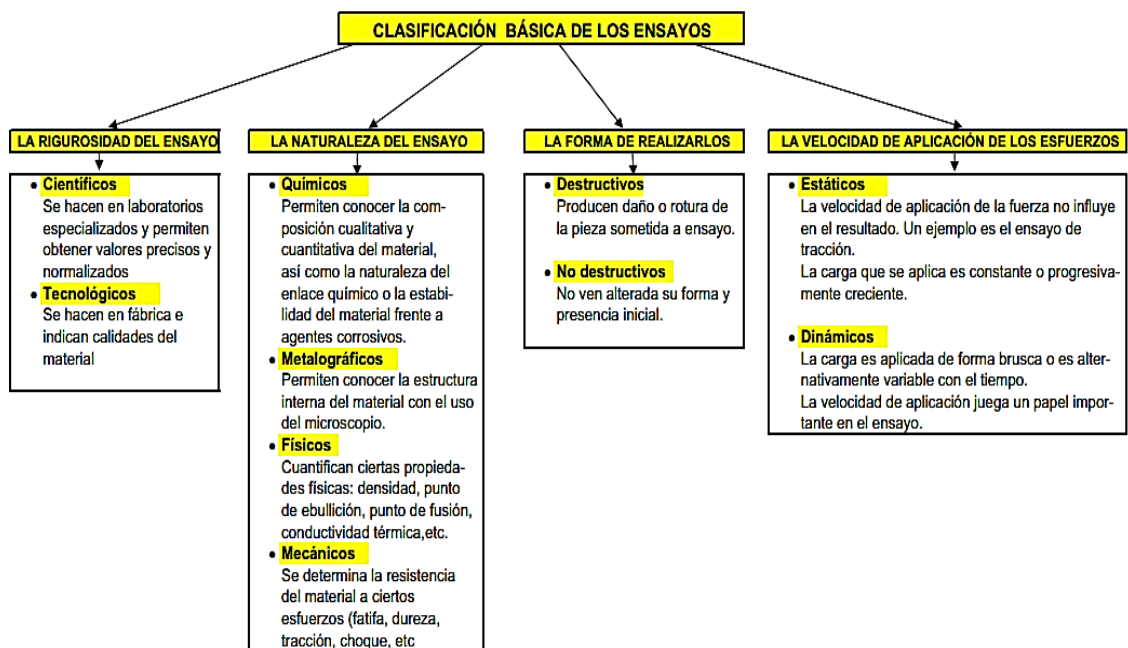 CLASIFICACIÓN BÁSICA DE LOS ENSAYOS
LA RIGUROSIDAD DEL ENSAYO
• Científicos
Se hacen en laboratorios
especializados y permiten
obtener valores precisos y
normalizados
• Tecnológicos
Se hacen en fábrica e
indican calidades del
material
LA NATURALEZA DEL ENSAYO
• Químicos
Permiten conocer la com-
posición cualitativa y
cuantitativa del material,
así como la naturaleza del
enlace químico o la estabi-
lidad del material frente a
agentes corrosivos.
• Metalográficos
Permiten conocer la estructura
interna del material con el uso
del microscopio.
• Físicos
Cuantifican ciertas propieda-
des físicas: densidad, punto
de ebullición, punto de fusión,
conductividad térmica,etc.
• Mecánicos
Se determina la resistencia
del material a ciertos
esfuerzos (fatifa, dureza,
tracción, choque, etc
LA FORMA DE REALIZARLOS
• Destructivos
Producen daño o rotura de
la pieza sometida a ensayo.
• No destructivos
No ven alterada su forma y
presencia inicial.
LA VELOCIDAD DE APLICACIÓN DE LOS ESFUERZOS
• Estáticos
La velocidad de aplicación de la fuerza no influye
en el resultado. Un ejemplo es el ensayo de
tracción.
La carga que se aplica es constante o progresiva-
mente creciente.
• Dinámicos
La carga es aplicada de forma brusca o es alter-
nativamente variable con el tiempo.
La velocidad de aplicación juega un papel impor-
tante en el ensayo.